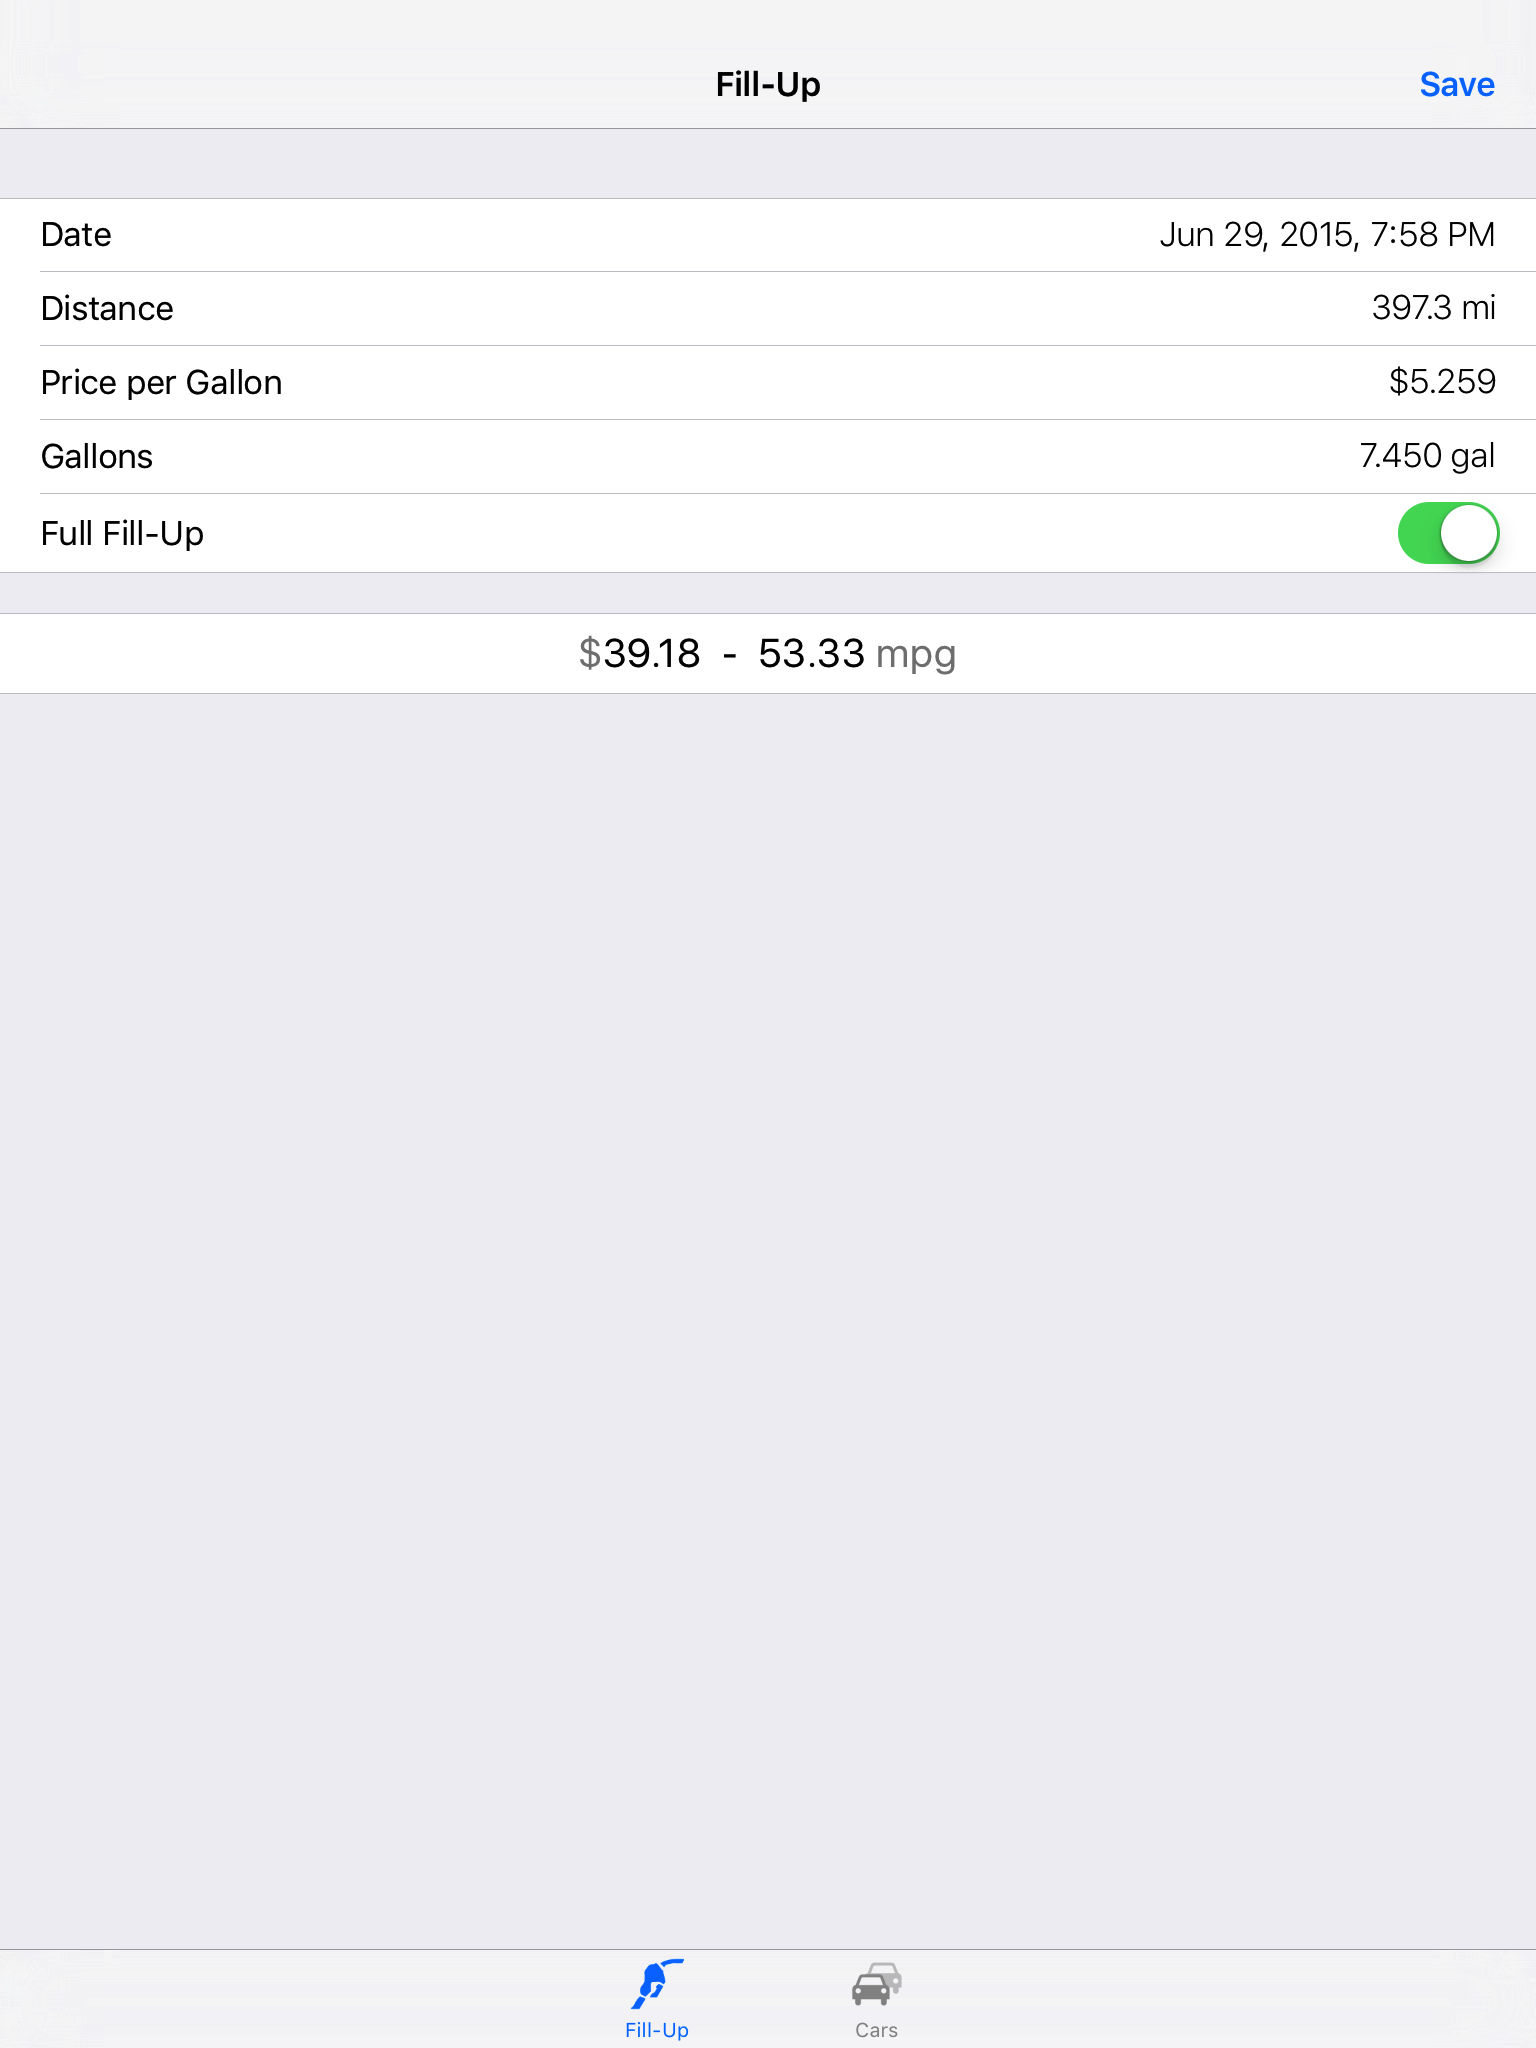 Fill-Up
Save
Date
Jun 29, 2015, 7:58 PM
Distance
397.3 mi
Price per Gallon
$5.259
Gallons
7.450 gal
Full Fill-Up
$39.18 - 53.33 mpg
Fill-Up
Cars